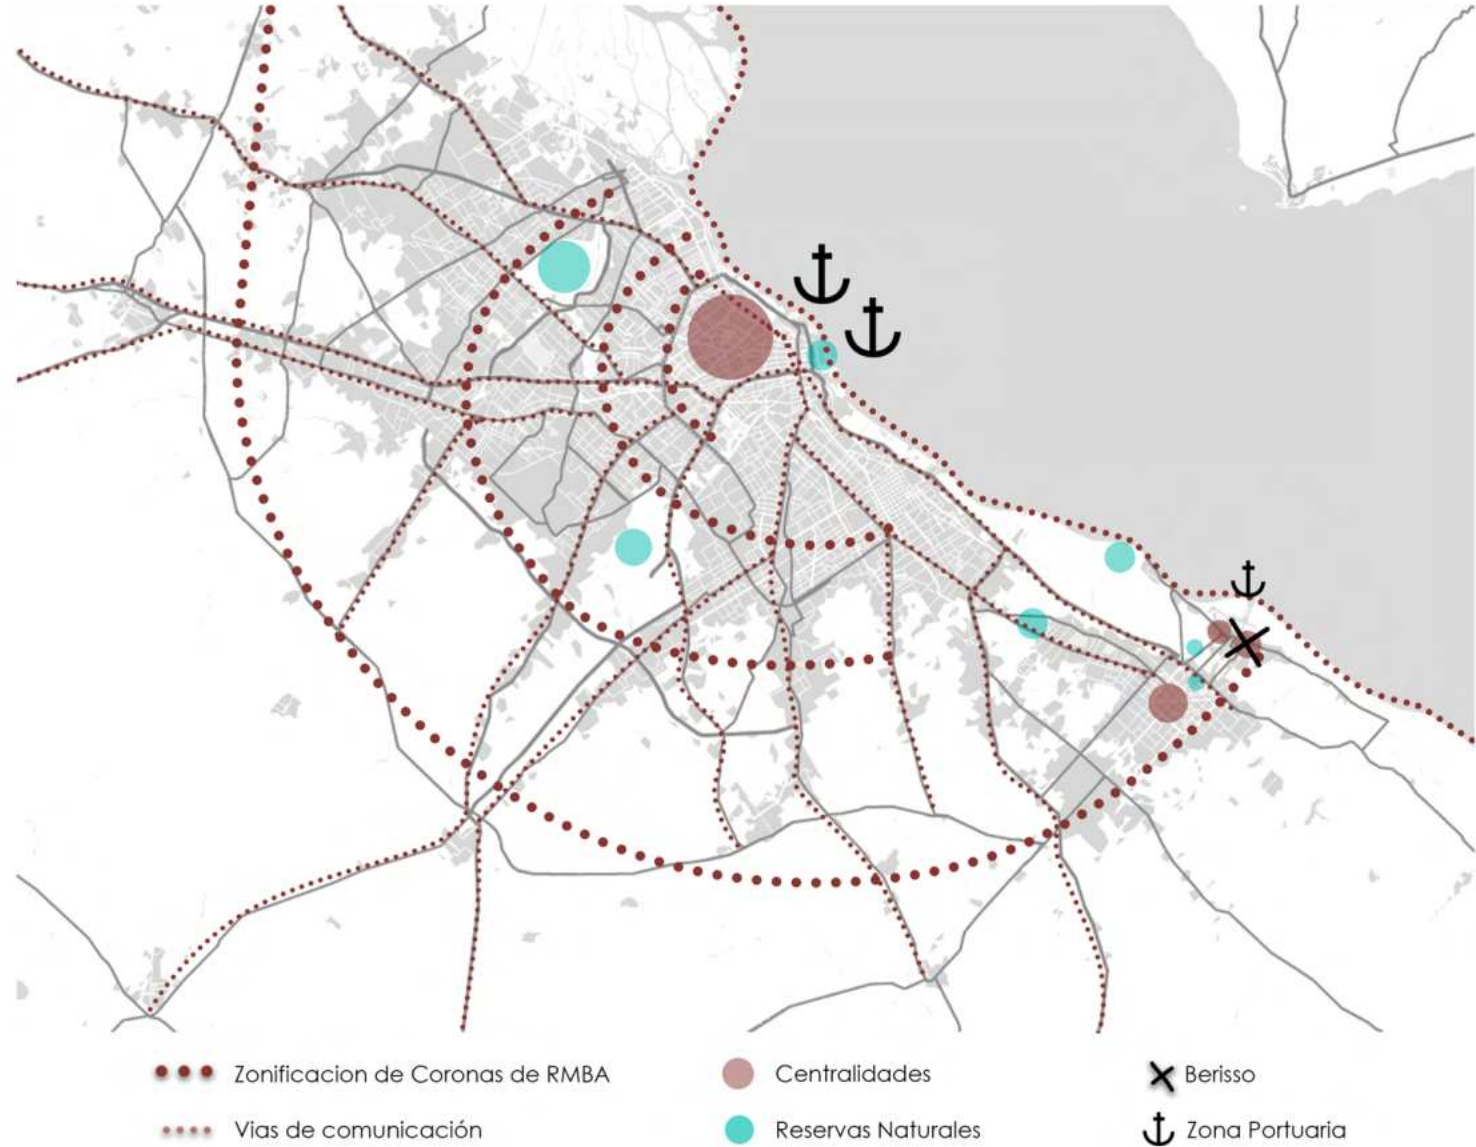 Zonificacion de Coronas de RMBA
Centralidades
Berisso
Vias de comunicación
Reservas Naturales
Zona Portuaria